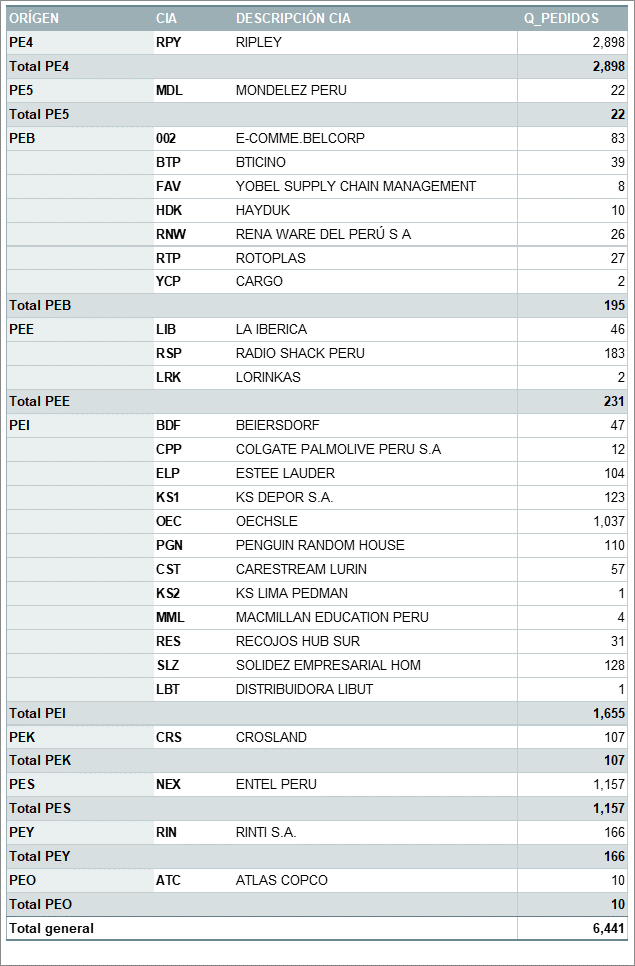 ORÍGEN CIA DESCRIPCIÓN CIA Q_PEDIDOS
PE4 RPY RIPLEY 2,898
Total PE4 2,898
PE5 MDL MONDELEZ PERU 22
Total PE5 22
PEB 002 E-COMME.BELCORP 83
BTP BTICINO 39
FAV YOBEL SUPPLY CHAIN MANAGEMENT 8
HDK HAYDUK 10
RNW RENA WARE DEL PERÚ S A 26
RTP ROTOPLAS 27
YCP CARGO 2
Total PEB 195
PEE LIB LA IBERICA 46
RSP RADIO SHACK PERU 183
LRK LORINKAS 2
Total PEE 231
PEI BDF BEIERSDORF 47
CPP COLGATE PALMOLIVE PERU S.A 12
ELP ESTEE LAUDER 104
KS1 KS DEPOR S.A. 123
OEC OECHSLE 1,037
PGN PENGUIN RANDOM HOUSE 110
CST CARESTREAM LURIN 57
KS2 KS LIMA PEDMAN 1
MML MACMILLAN EDUCATION PERU 4
RES RECOJOS HUB SUR 31
SLZ SOLIDEZ EMPRESARIAL HOM 128
LBT DISTRIBUIDORA LIBUT 1
Total PEI 1,655
PEK CRS CROSLAND 107
Total PEK 107
PES NEX ENTEL PERU 1,157
Total PES 1,157
PEY RIN RINTI S.A. 166
Total PEY 166
PEO ATC ATLAS COPCO 10
Total PEO 10
Total general 6,441